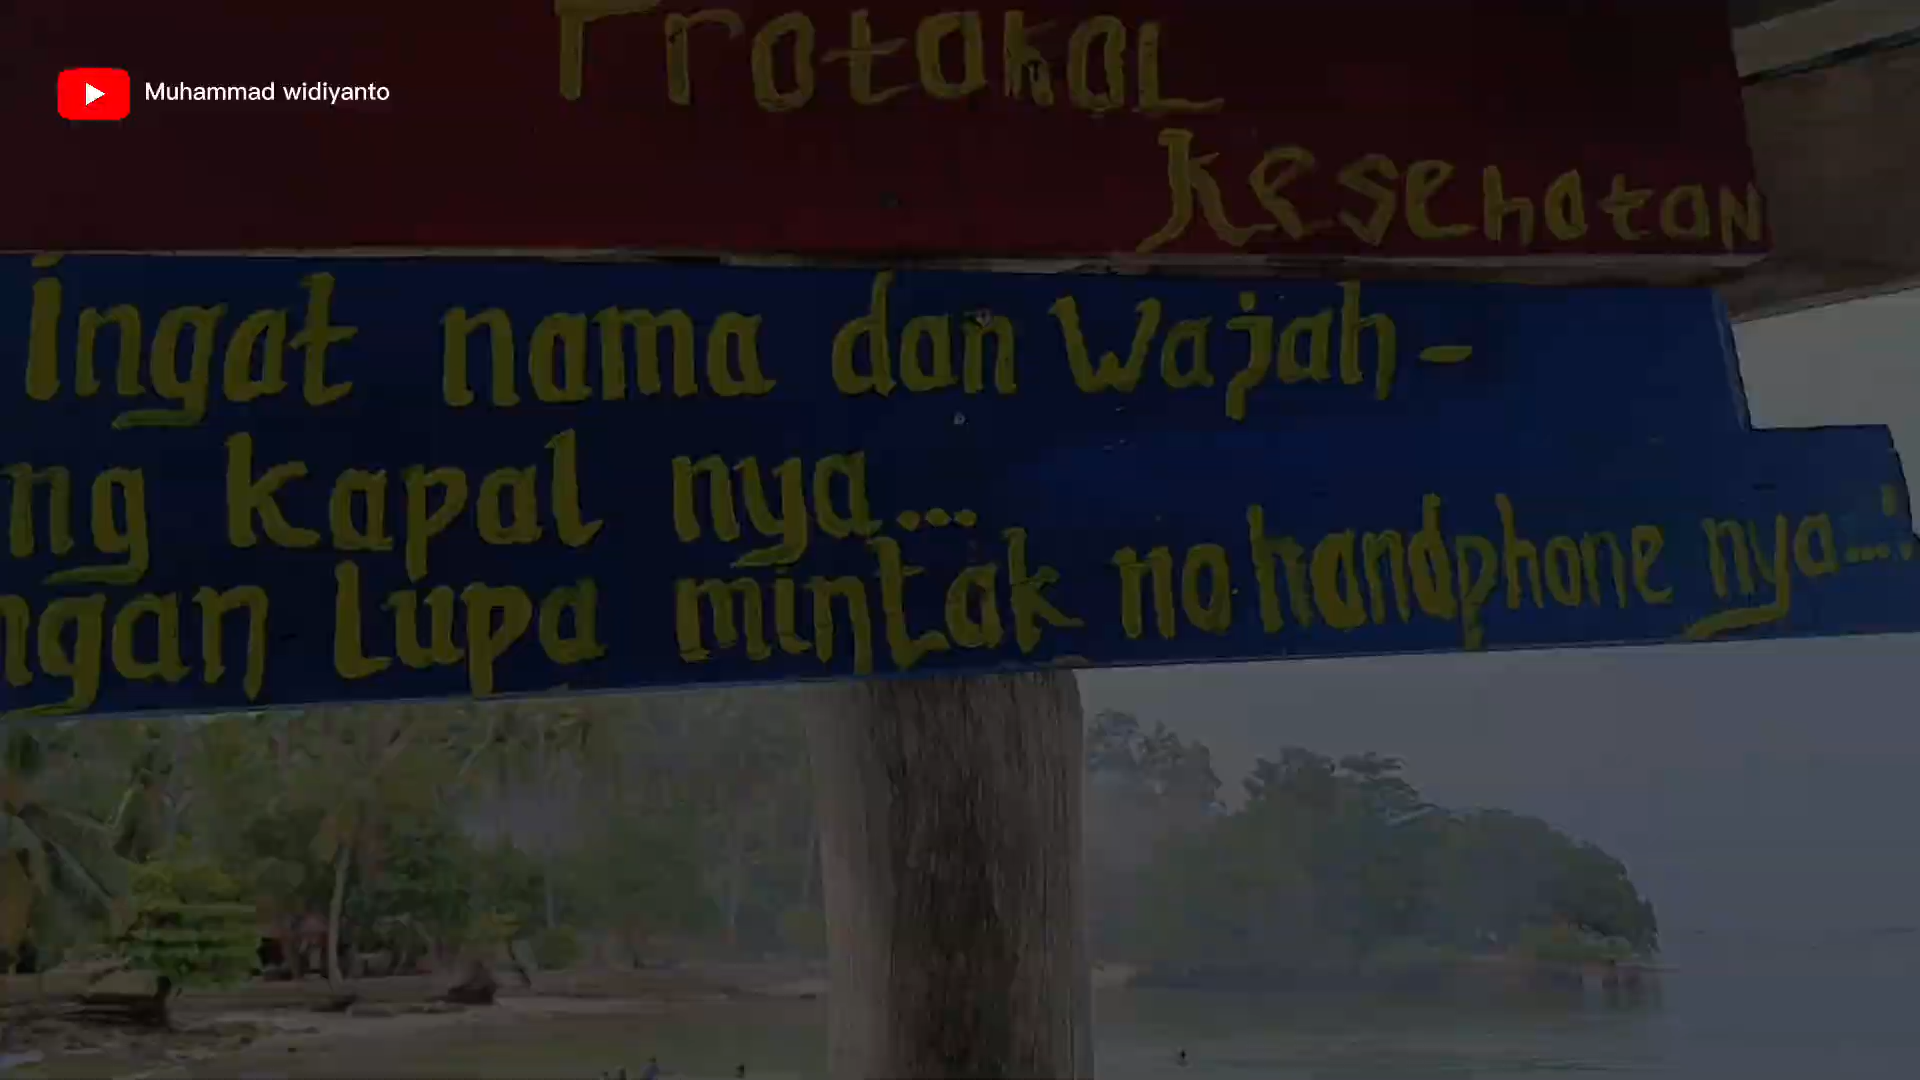 Muhammad widiyanto
Protokol
Kesehatan
Ingat nama dan Wajah-
ng kapal nya...
ngan lupa mintak no handphone nya...!